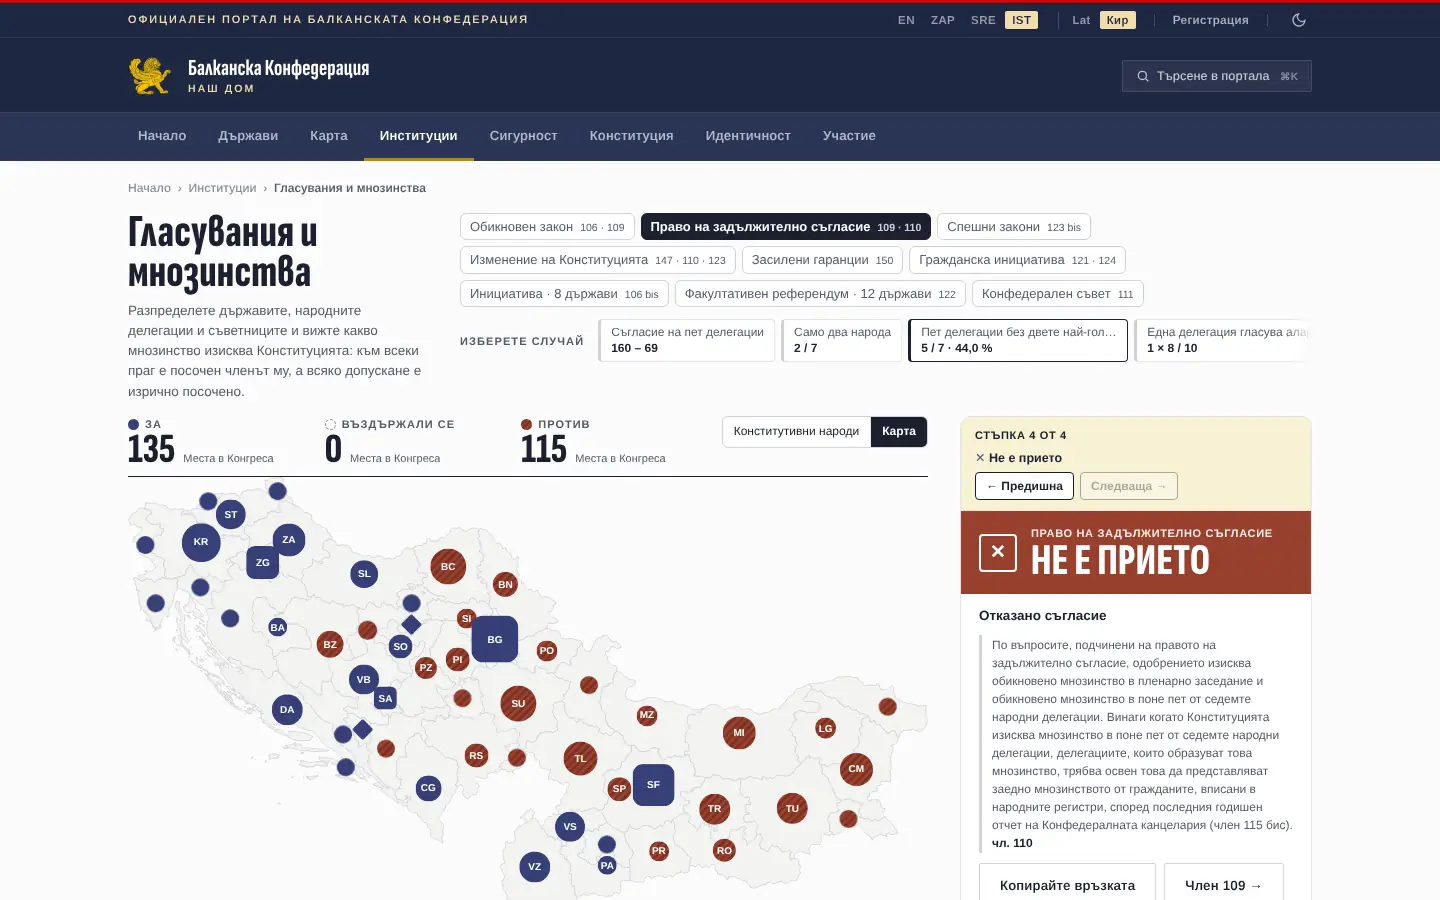 ОФИЦИАЛЕН ПОРТАЛ НА БАЛКАНСКАТА КОНФЕДЕРАЦИЯ
EN ZAP SRE IST Lat Кир Регистрация
Балканска Конфедерация
НАШ ДОМ
Търсене в портала ⌘K
Начало Държави Карта Институции Сигурност Конституция Идентичност Участие
Начало › Институции › Гласувания и мнозинства
Гласувания и
мнозинства
Разпределете държавите, народните
делегации и съветниците и вижте какво
мнозинство изисква Конституцията: към всеки
праг е посочен членът му, а всяко допускане е
изрично посочено.
Обикновен закон 106 · 109
Право на задължително съгласие 109 · 110
Спешни закони 123 bis
Изменение на Конституцията 147 · 110 · 123
Засилени гаранции 150
Гражданска инициатива 121 · 124
Инициатива · 8 държави 106 bis
Факултативен референдум · 12 държави 122
Конфедерален съвет 111
ИЗБЕРЕТЕ СЛУЧАЙ
Съгласие на пет делегации
160 – 69
Само два народа
2 / 7
Пет делегации без двете най-гол…
5 / 7 · 44,0 %
Една делегация гласува ала
1 × 8 / 10
ЗА
135 Места в Конгреса
ВЪЗДЪРЖАЛИ СЕ
0 Места в Конгреса
ПРОТИВ
115 Места в Конгреса
Конститутивни народи Карта
ST
KR
ZA
ZG
SL
BC
BN
BA
SI
BG
BZ
SO
PO
PI
PZ
VB
SA
DA
SU
MZ
LG
MI
RS
TL
CM
CG
SP
SF
TR
TU
VS
PR
RO
VZ
PA
СТЪПКА 4 ОТ 4
✕ Не е прието
← Предишна
Следваща →
✕
ПРАВО НА ЗАДЪЛЖИТЕЛНО СЪГЛАСИЕ
НЕ Е ПРИЕТО
Отказано съгласие
По въпросите, подчинени на правото на
задължително съгласие, одобрението изисква
обикновено мнозинство в пленарно заседание и
обикновено мнозинство в поне пет от седемте
народни делегации. Винаги когато Конституцията
изисква мнозинство в поне пет от седемте народни
делегации, делегациите, които образуват това
мнозинство, трябва освен това да представляват
заедно мнозинството от гражданите, вписани в
народните регистри, според последния годишен
отчет на Конфедералната канцелария (член 115 бис).
чл. 110
Копирайте връзката
Член 109 →